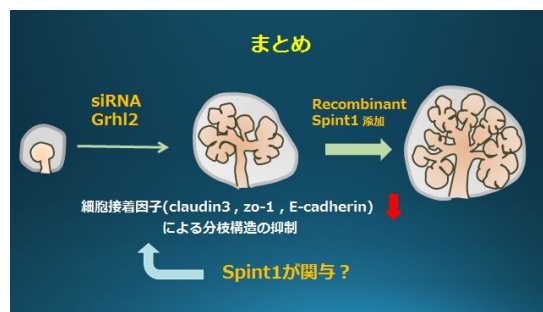 まとめ
siRNA
Grhl2
Recombinant
Spint1 添加
細胞接着因子(claudin3 , zo-1 , E-cadherin)
による分枝構造の抑制
Spint1が関与？